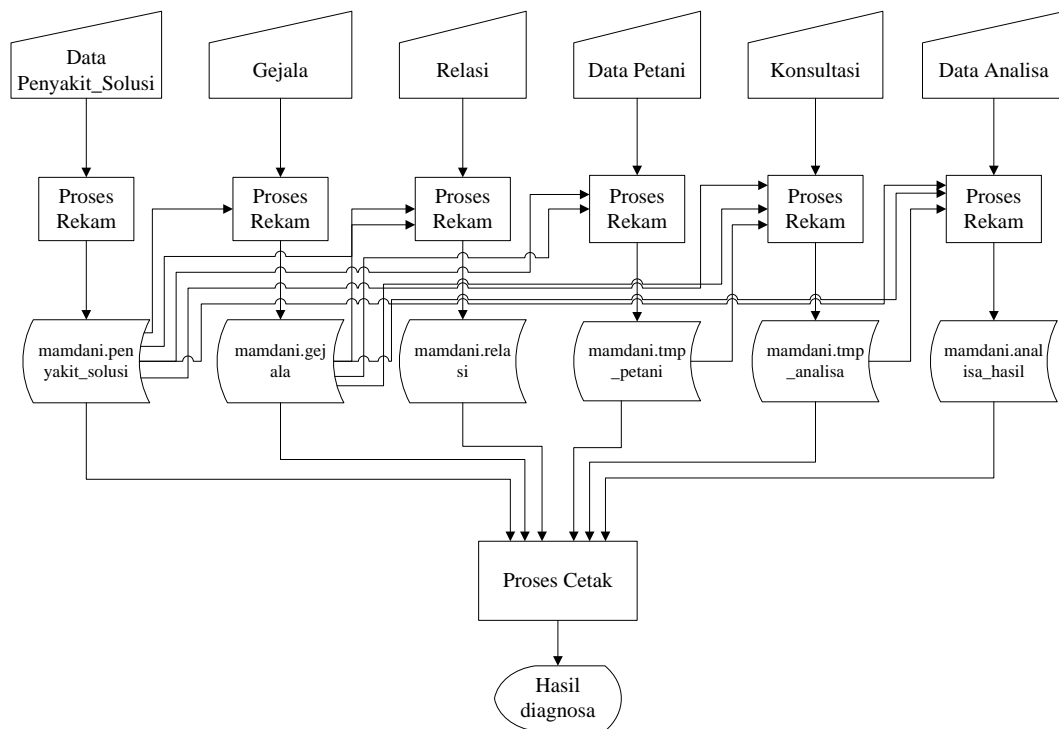 Data
Penyakit_Solusi
Gejala
Relasi
Data Petani
Konsultasi
Data Analisa
Proses
Rekam
Proses
Rekam
Proses
Rekam
Proses
Rekam
Proses
Rekam
Proses
Rekam
mamdani.pen
yakit_solusi
mamdani.gej
ala
mamdani.rela
si
mamdani.tmp
_petani
mamdani.tmp
_analisa
mamdani.anal
isa_hasil
Proses Cetak
Hasil
diagnosa